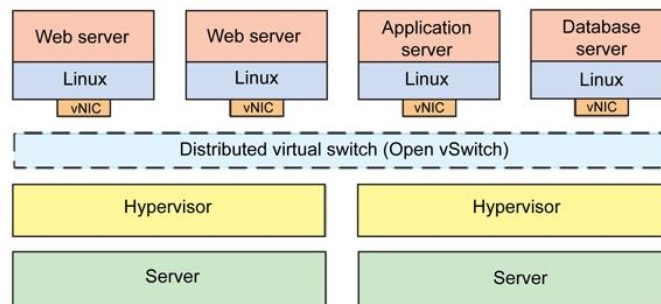 Web server
Web server
Application
server
Database
server
Linux
Linux
Linux
Linux
vNIC
vNIC
vNIC
vNIC
Distributed virtual switch (Open vSwitch)
Hypervisor
Hypervisor
Server
Server